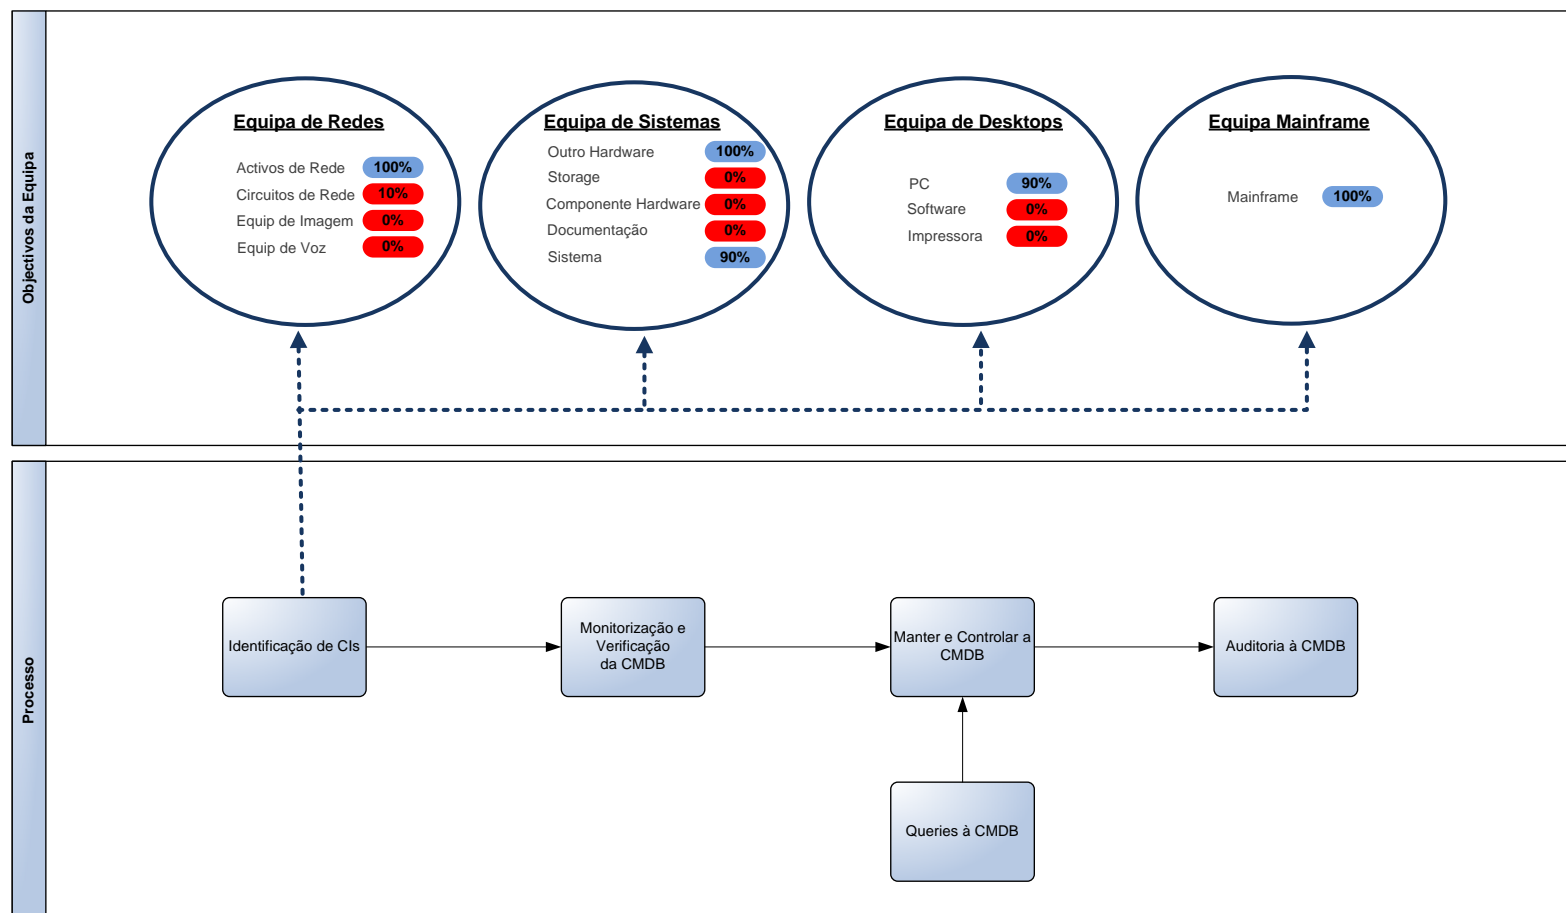 Objectivos da Equipa
Equipa de Redes
Activos de Rede 100%
Circuitos de Rede 10%
Equip de Imagem 0%
Equip de Voz 0%
Equipa de Sistemas
Outro Hardware 100%
Storage 0%
Componente Hardware 0%
Documentação 0%
Sistema 90%
Equipa de Desktops
PC 90%
Software 0%
Impressora 0%
Equipa Mainframe
Mainframe 100%
Processo
Identificação de CIs
Monitorização e
Verificação
da CMDB
Manter e Controlar a
CMDB
Auditoria à CMDB
Queries à CMDB